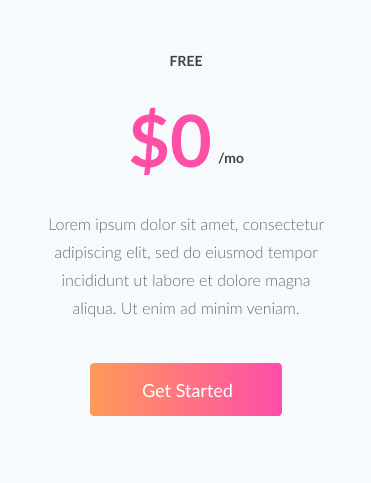 FREE
$0 /mo
Lorem ipsum dolor sit amet, consectetur
adipiscing elit, sed do eiusmod tempor
incididunt ut labore et dolore magna
aliqua. Ut enim ad minim veniam.
Get Started